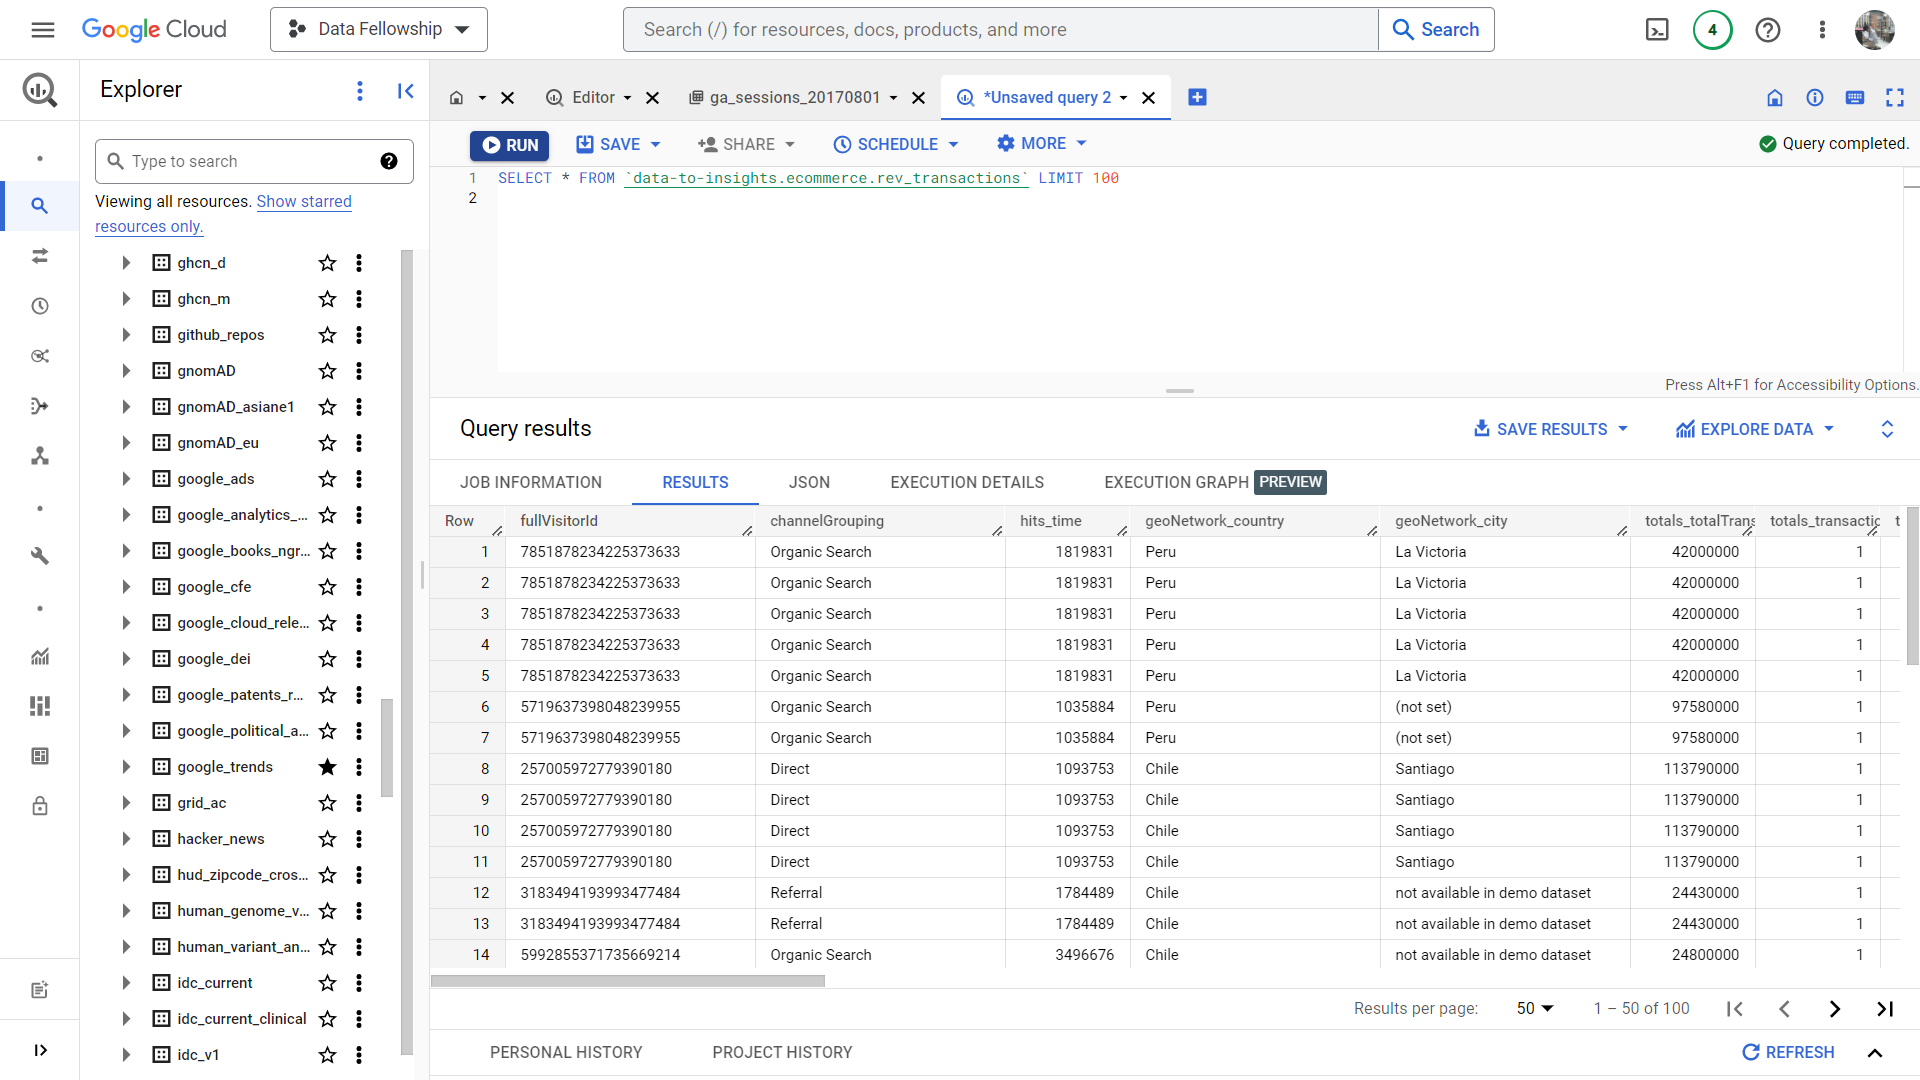 Google Cloud
Data Fellowship
Search (/) for resources, docs, products, and more
Search
4
Explorer
Editor
ga_sessions_20170801
*Unsaved query 2
Type to search
Viewing all resources. Show starred
resources only.
ghcn_d
ghcn_m
github_repos
gnomAD
gnomAD_asiane1
gnomAD_eu
google_ads
google_analytics_...
google_books_ngr...
google_cfe
google_cloud_rele...
google_dei
google_patents_r...
google_political_a...
google_trends
grid_ac
hacker_news
hud_zipcode_cros...
human_genome_v...
human_variant_an...
idc_current
idc_current_clinical
idc_v1
RUN
SAVE
SHARE
SCHEDULE
MORE
Query completed.
1 SELECT * FROM `data-to-insights.ecommerce.rev_transactions` LIMIT 100
2
Press Alt+F1 for Accessibility Options.
Query results
SAVE RESULTS
EXPLORE DATA
JOB INFORMATION
RESULTS
JSON
EXECUTION DETAILS
EXECUTION GRAPH PREVIEW
Row fullVisitorId channelGrouping hits_time geoNetwork_country geoNetwork_city totals_totalTrans totals_transactic t
1 7851878234225373633 Organic Search 1819831 Peru La Victoria 42000000 1
2 7851878234225373633 Organic Search 1819831 Peru La Victoria 42000000 1
3 7851878234225373633 Organic Search 1819831 Peru La Victoria 42000000 1
4 7851878234225373633 Organic Search 1819831 Peru La Victoria 42000000 1
5 7851878234225373633 Organic Search 1819831 Peru La Victoria 42000000 1
6 5719637398048239955 Organic Search 1035884 Peru (not set) 97580000 1
7 5719637398048239955 Organic Search 1035884 Peru (not set) 97580000 1
8 257005972779390180 Direct 1093753 Chile Santiago 113790000 1
9 257005972779390180 Direct 1093753 Chile Santiago 113790000 1
10 257005972779390180 Direct 1093753 Chile Santiago 113790000 1
11 257005972779390180 Direct 1093753 Chile Santiago 113790000 1
12 3183494193993477484 Referral 1784489 Chile not available in demo dataset 24430000 1
13 3183494193993477484 Referral 1784489 Chile not available in demo dataset 24430000 1
14 5992855371735669214 Organic Search 3496676 Chile not available in demo dataset 24800000 1
Results per page: 50 1 – 50 of 100
PERSONAL HISTORY
PROJECT HISTORY
REFRESH